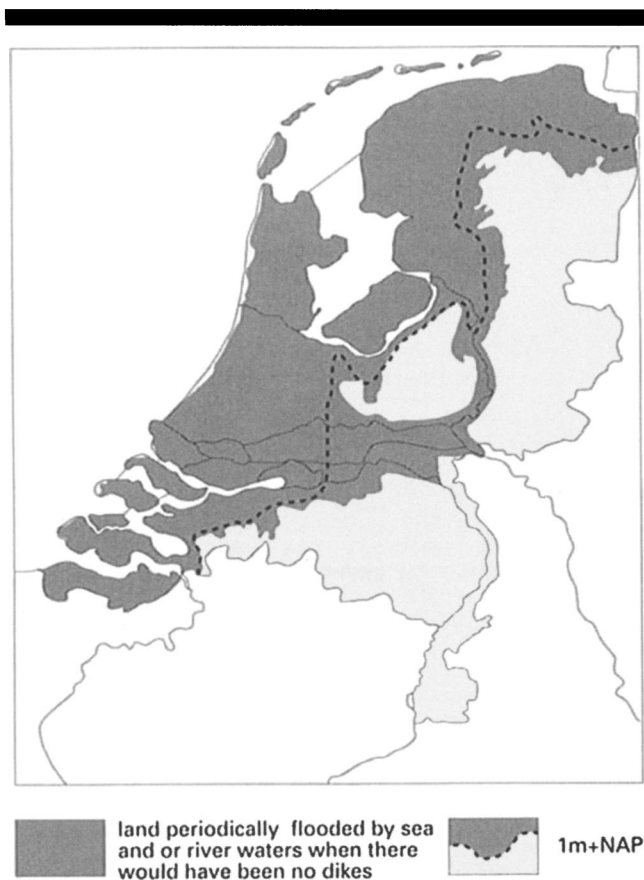 land periodically flooded by sea
and or river waters when there
would have been no dikes
1m+NAP